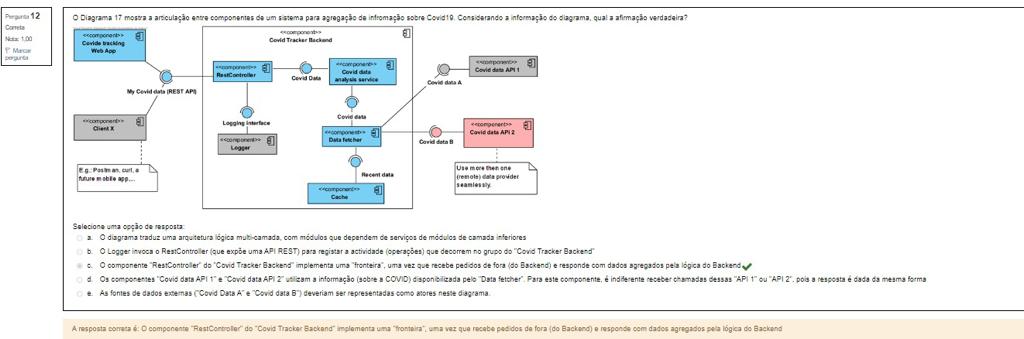 Pergunta 12
Correta
Nota: 1,00
Marcar
pergunta
O Diagrama 17 mostra a articulação entre componentes de um sistema para agregação de infromação sobre Covid19. Considerando a informação do diagrama, qual a afirmação verdadeira?
<<component>>
Covide tracking
Web App
<<component>>
Covid Tracker Backend
<<component>>
RestController
Covid Data
<<component>>
Covid data
analysis service
<<component>>
Covid data API 1
Covid data A
My Covid data (REST API)
Logging interface
Covid data
<<component>>
Client X
<<component>>
Logger
<<component>>
Data fetcher
Covid data B
<<component>>
Covid data API 2
E.g.: Postman, curl, a
future mobile app,...
Recent data
Use more then one
(remote) data provider
seamlessly.
<<component>>
Cache
Selecione uma opção de resposta:
a. O diagrama traduz uma arquitetura lógica multi-camada, com módulos que dependem de serviços de módulos de camada inferiores
b. O Logger invoca o RestController (que expõe uma API REST) para registar a actividade (operações) que decorrem no grupo do "Covid Tracker Backend"
c. O componente "RestController" do "Covid Tracker Backend" implementa uma "fronteira", uma vez que recebe pedidos de fora (do Backend) e responde com dados agregados pela lógica do Backend
d. Os componentes "Covid data API 1" e "Covid data API 2" utilizam a informação (sobre a COVID) disponibilizada pelo "Data fetcher". Para este componente, é indiferente receber chamadas dessas "API 1" ou "API 2", pois a resposta é dada da mesma forma
e. As fontes de dados externas ("Covid Data A" e "Covid data B") deveriam ser representadas como atores neste diagrama.
A resposta correta é: O componente "RestController" do "Covid Tracker Backend" implementa uma "fronteira", uma vez que recebe pedidos de fora (do Backend) e responde com dados agregados pela lógica do Backend